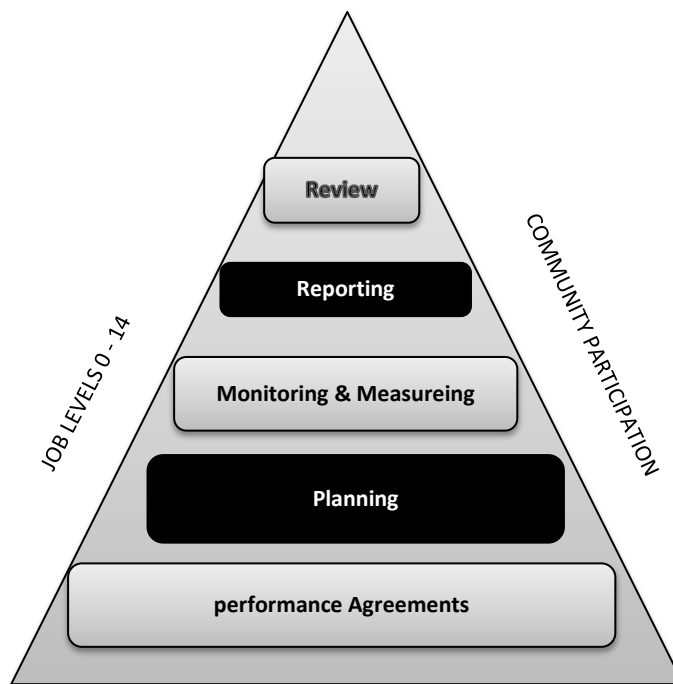 Review
Reporting
Monitoring & Measureing
Planning
performance Agreements
JOB LEVELS 0 - 14
COMMUNITY PARTICIPATION